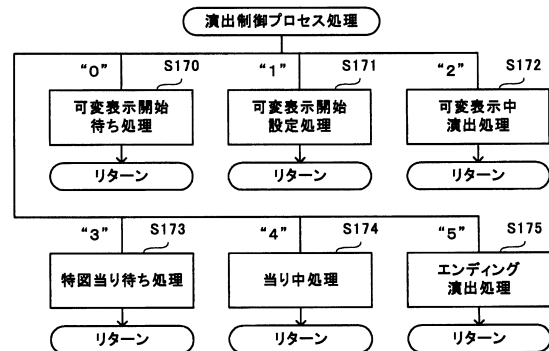 演出制御プロセス処理
“0” S170 “1” S171 “2” S172
可変表示開始
待ち処理
可変表示開始
設定処理
可変表示中
演出処理
リターン リターン リターン
“3” S173 “4” S174 “5” S175
特図当り待ち処理
当り中処理
エンディング
演出処理
リターン リターン リターン